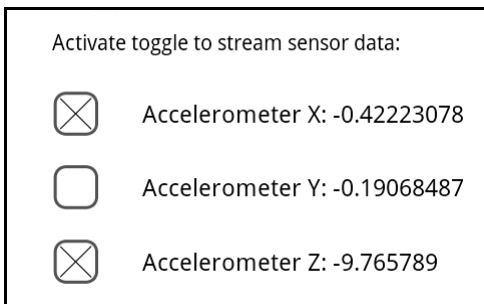 Activate toggle to stream sensor data:
Accelerometer X: -0.42223078
Accelerometer Y: -0.19068487
Accelerometer Z: -9.765789